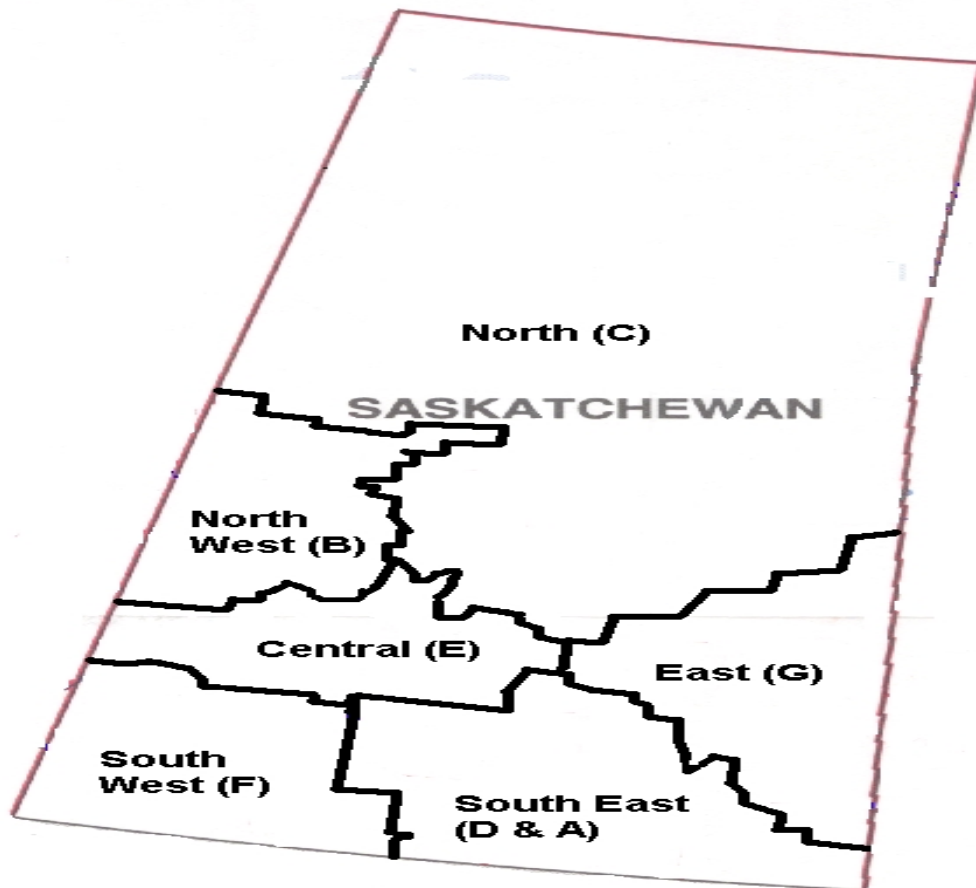 North (C)
SASKATCHEWAN
North
West (B)
Central (E)
East (G)
South
West (F)
South East
(D & A)